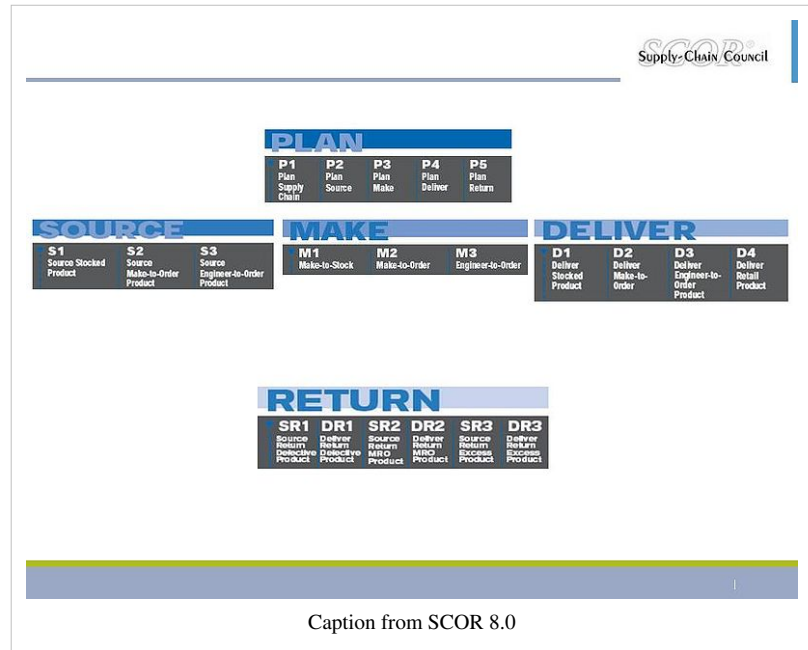 SCOR®
Supply-Chain Council
PLAN
P1 P2 P3 P4 P5
Plan Plan Plan Plan Plan
Supply Source Make Deliver Return
Chain
SOURCE
S1 S2 S3
Source Stocked Source Source
Product Make-to-Order Engineer-to-Order
Product Product
MAKE
M1 M2 M3
Make-to-Stock Make-to-Order Engineer-to-Order
DELIVER
D1 D2 D3 D4
Deliver Deliver Deliver Deliver
Stocked Make-to- Engineer-to- Retail
Product Order Order Product
Product
RETURN
SR1 DR1 SR2 DR2 SR3 DR3
Source Deliver Source Deliver Source Deliver
Return Return Return Return Return Return
Defective Defective MRO MRO Excess Excess
Product Product Product Product Product Product
Caption from SCOR 8.0